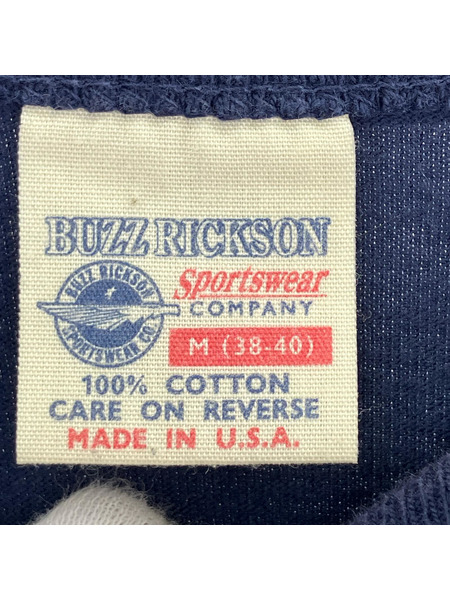 BUZZ RICKSON
BUZZ RICKSON
SPORTSWEAR CO.
Sportswear
COMPANY
M (38-40)
100% COTTON
CARE ON REVERSE
MADE IN U.S.A.